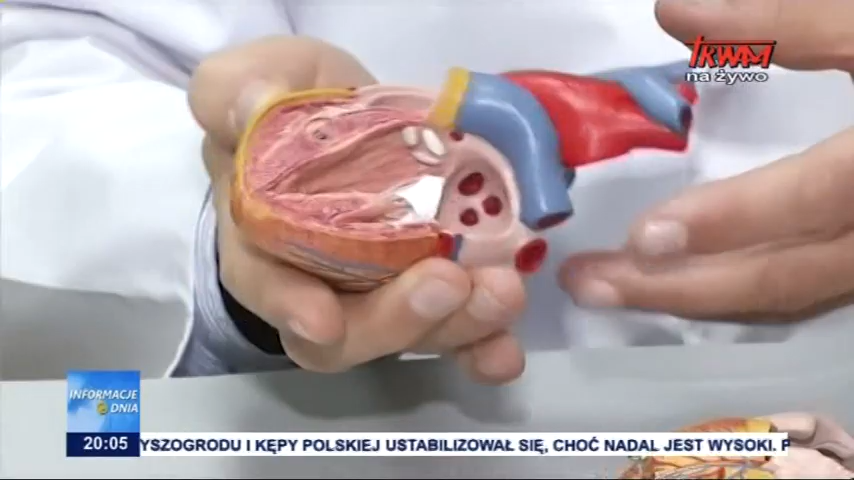 TRWAM
na żywo
INFORMACJE
DNIA
20:05
YSZOGRODU I KĘPY POLSKIEJ USTABILIZOWAŁ SIĘ, CHOĆ NADAL JEST WYSOKI. P